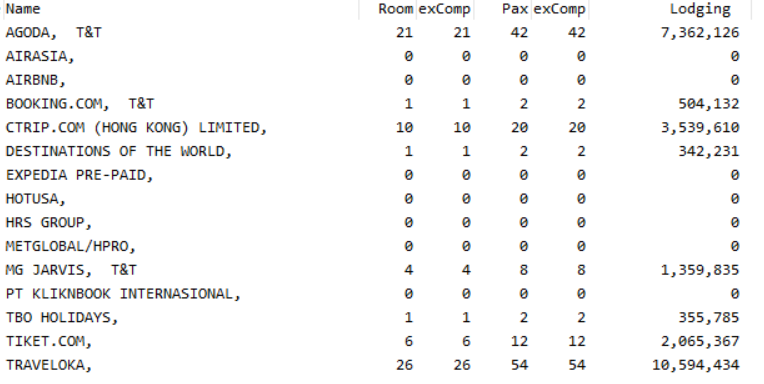 Name Room exComp Pax exComp Lodging
AGODA, T&T 21 21 42 42 7,362,126
AIRASIA, 0 0 0 0 0
AIRBNB, 0 0 0 0 0
BOOKING.COM, T&T 1 1 2 2 504,132
CTRIP.COM (HONG KONG) LIMITED, 10 10 20 20 3,539,610
DESTINATIONS OF THE WORLD, 1 1 2 2 342,231
EXPEDIA PRE-PAID, 0 0 0 0 0
HOTUSA, 0 0 0 0 0
HRS GROUP, 0 0 0 0 0
METGLOBAL/HPRO, 0 0 0 0 0
MG JARVIS, T&T 4 4 8 8 1,359,835
PT KLIKNBOOK INTERNASIONAL, 0 0 0 0 0
TBO HOLIDAYS, 1 1 2 2 355,785
TIKET.COM, 6 6 12 12 2,065,367
TRAVELOKA, 26 26 54 54 10,594,434